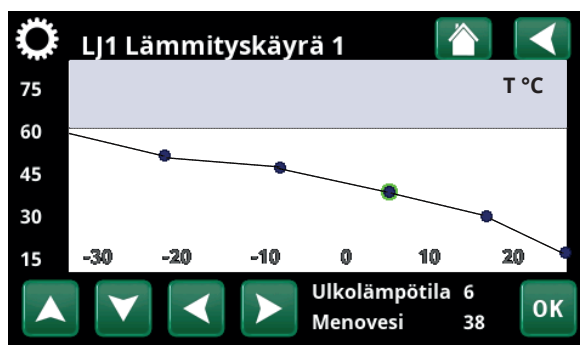 LJ1 Lämmityskäyrä 1
T °C
75
60
45
30
15
-30 -20 -10 0 10 20
Ulkolämpötila 6
Menovesi 38
OK